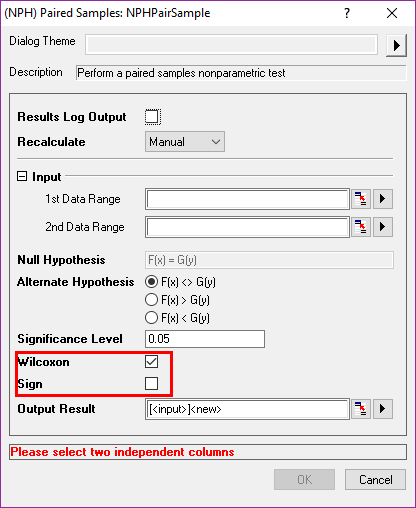 (NPH) Paired Samples: NPHPairSample
Dialog Theme
Description Perform a paired samples nonparametric test
Results Log Output
Recalculate Manual
Input
1st Data Range
2nd Data Range
Null Hypothesis F(x) = G(y)
Alternate Hypothesis F(x) <> G(y)
F(x) > G(y)
F(x) < G(y)
Significance Level 0.05
Wilcoxon
Sign
Output Result [<input>]<new>
Please select two independent columns
OK Cancel